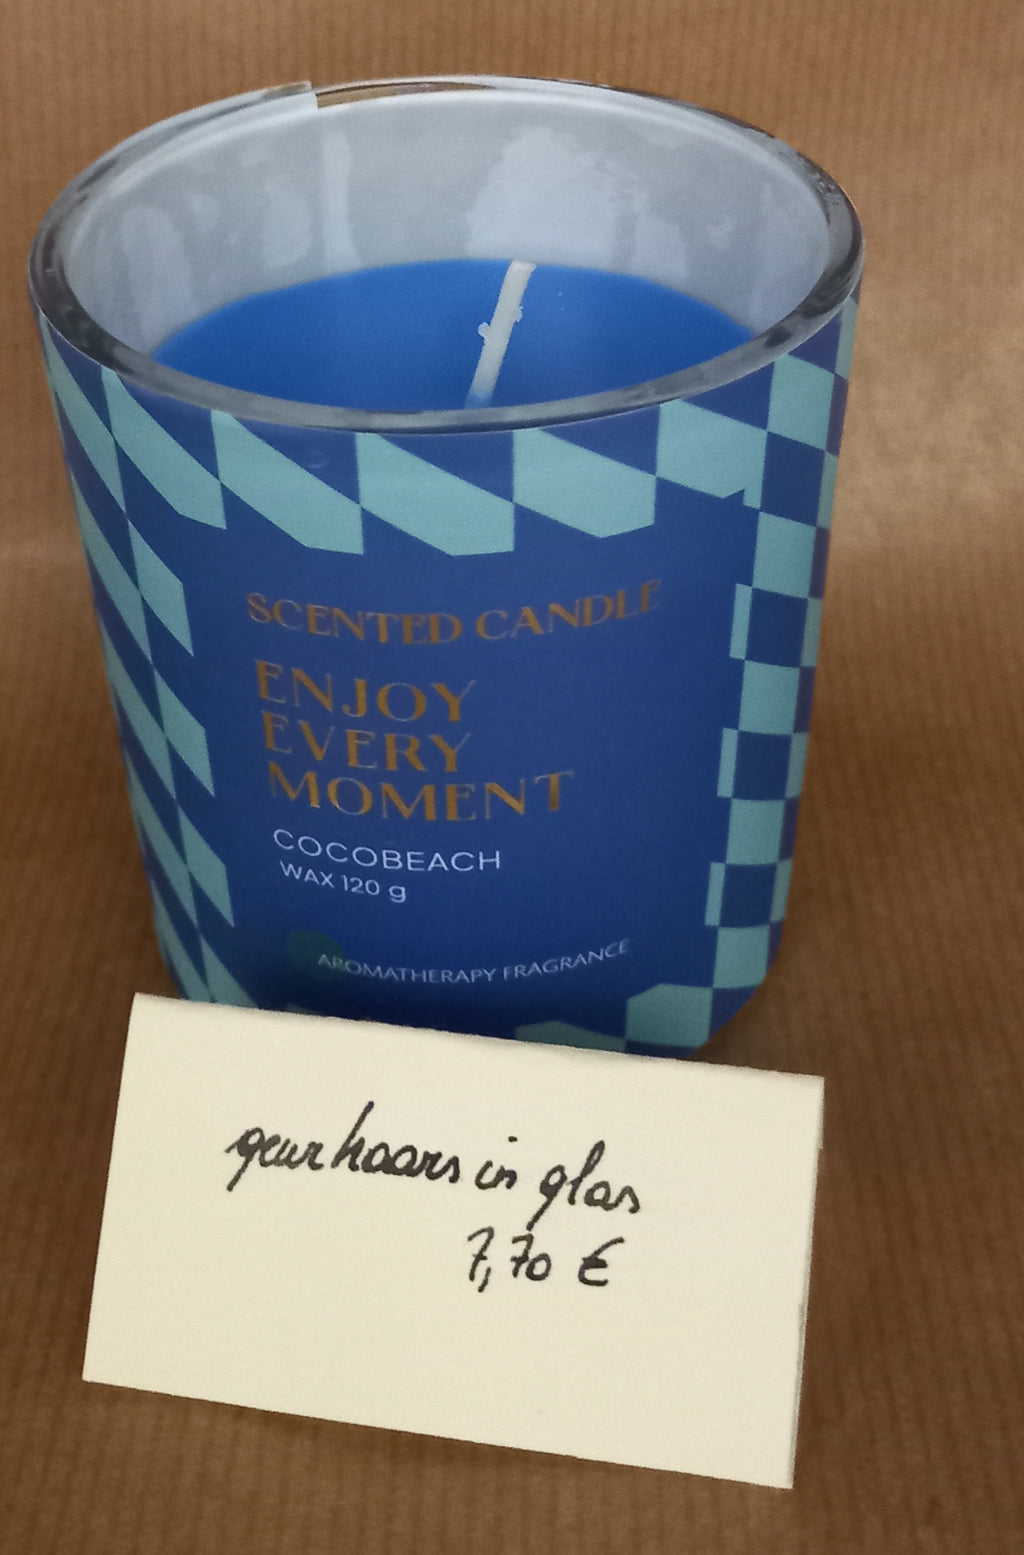 SCENTED CANDLE
ENJOY
EVERY
MOMENT
COCOBEACH
WAX 120 g
AROMATHERAPY FRAGRANCE
geurkaars in glas
7,70 €